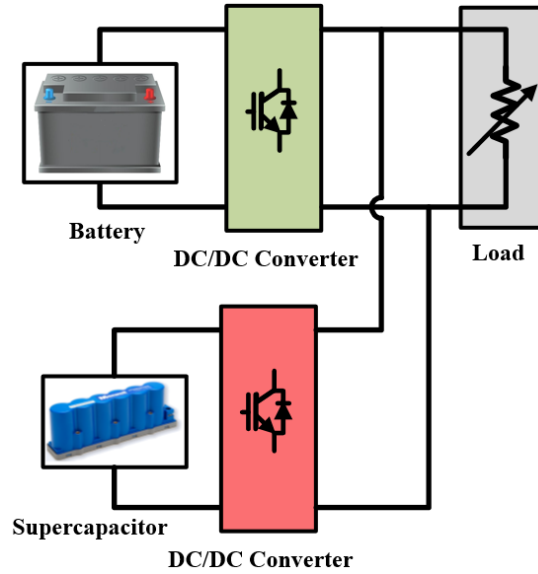 Battery
DC/DC Converter
Load
Supercapacitor
DC/DC Converter